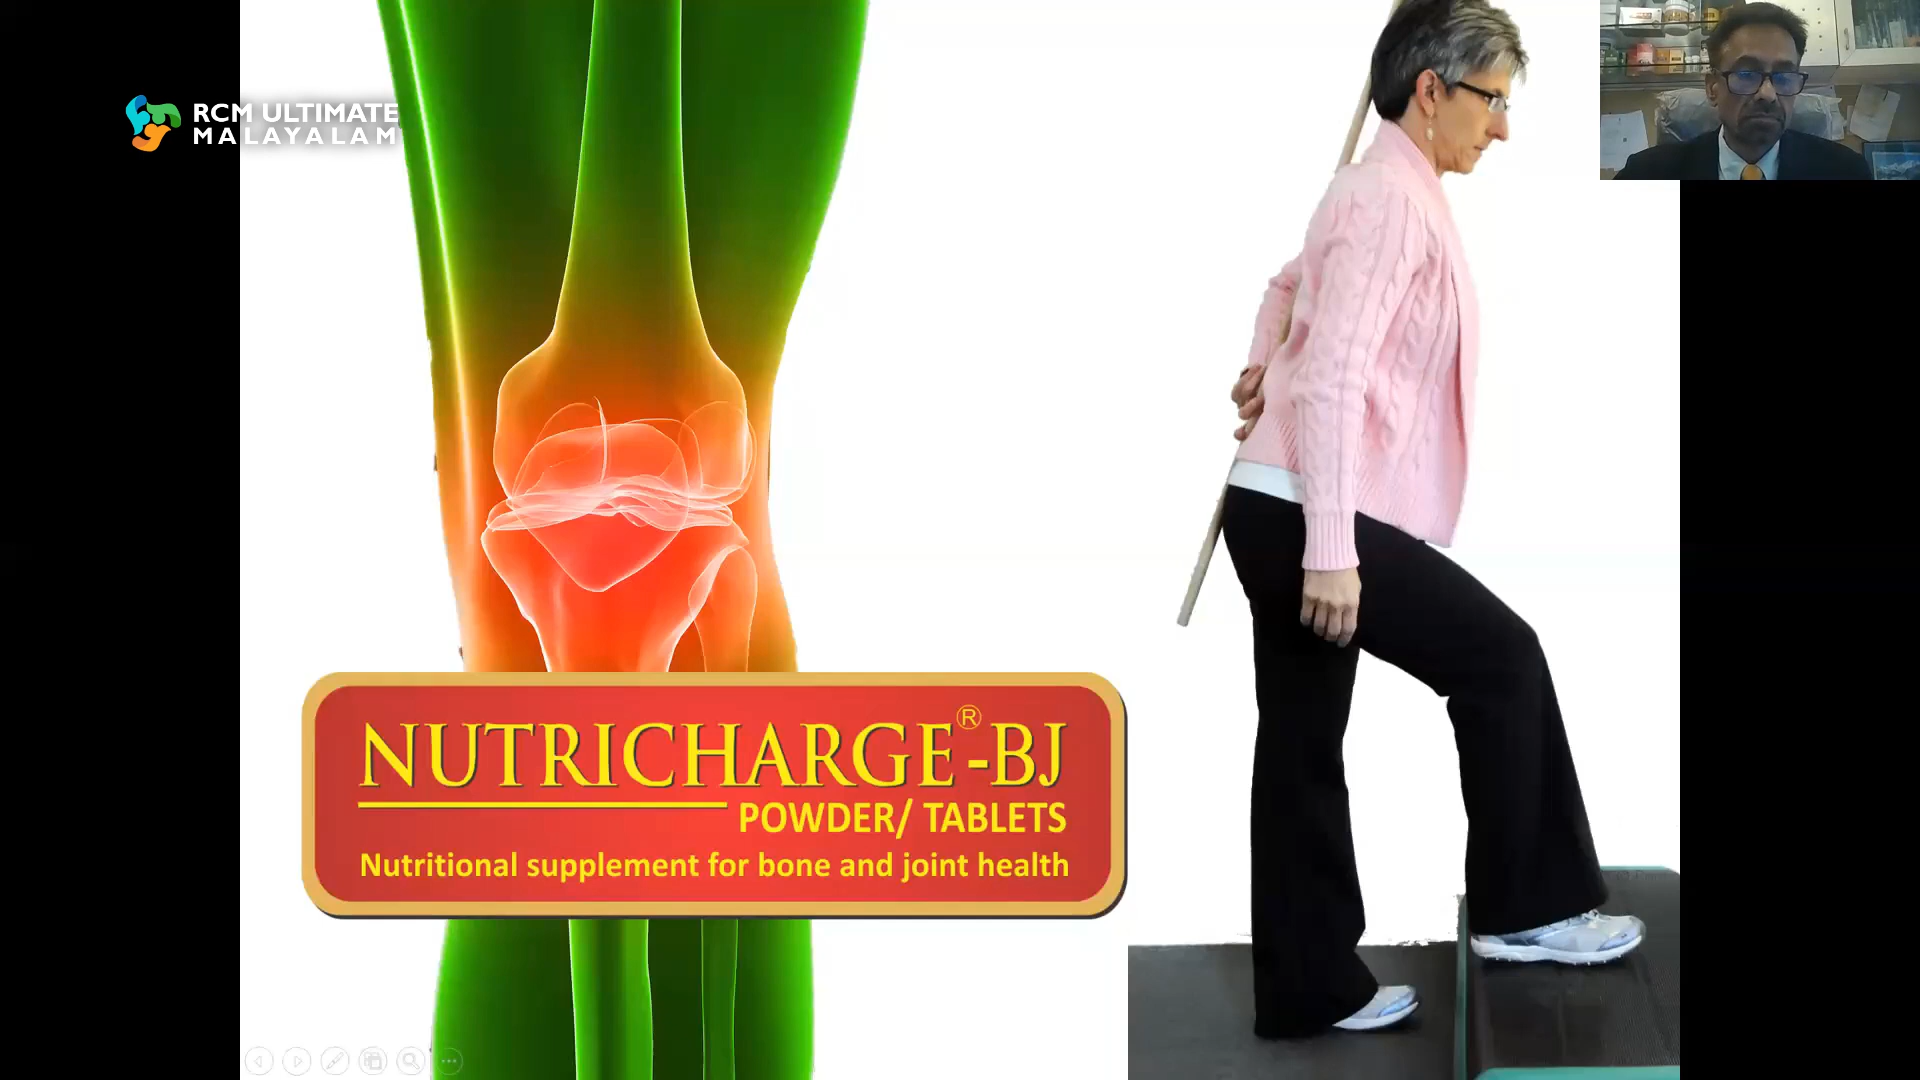 RCM ULTIMATE
MALAYALAM
NUTRICHARGE®-BJ
POWDER/ TABLETS
Nutritional supplement for bone and joint health